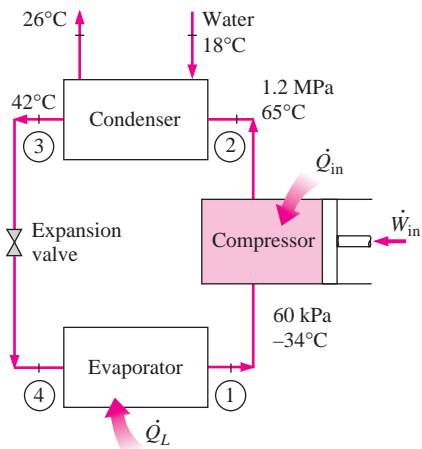 26°C
Water
18°C
42°C
Condenser
1.2 MPa
65°C
3
2
Q̇in
Expansion
valve
Compressor
Ẇin
60 kPa
–34°C
Evaporator
4
1
Q̇L